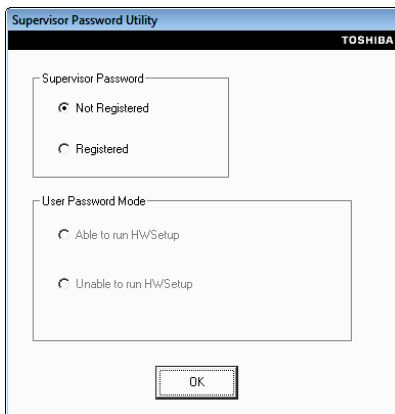 Supervisor Password Utility
TOSHIBA
Supervisor Password
Not Registered
Registered
User Password Mode
Able to run HWSetup
Unable to run HWSetup
OK